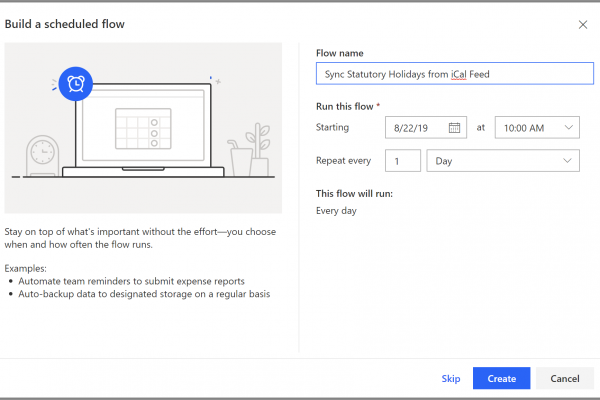 Build a scheduled flow
Stay on top of what's important without the effort—you choose
when and how often the flow runs.
Examples:
• Automate team reminders to submit expense reports
• Auto-backup data to designated storage on a regular basis
Flow name
Sync Statutory Holidays from iCal Feed
Run this flow *
Starting 8/22/19 at 10:00 AM
Repeat every 1 Day
This flow will run:
Every day
Skip Create Cancel